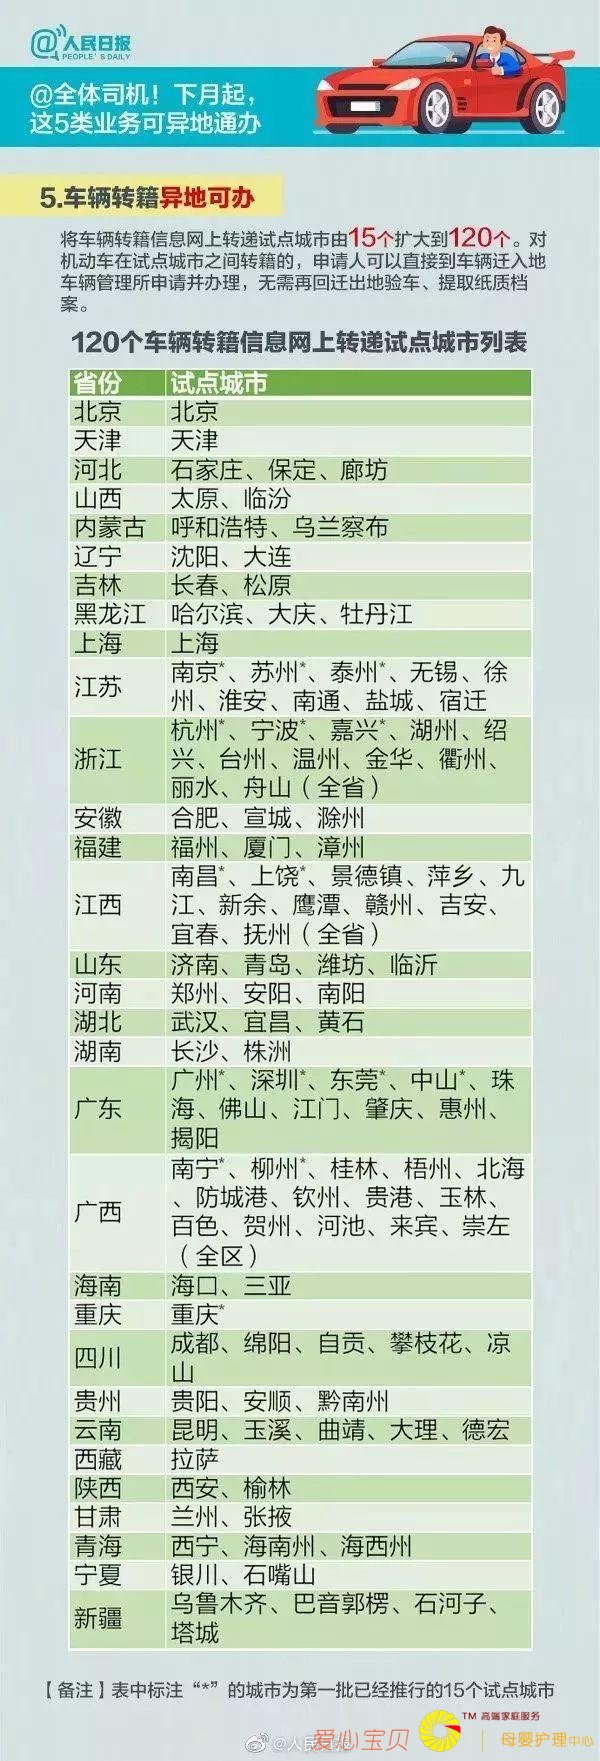 @人民日报
PEOPLE'S DAILY
@全体司机！下月起，
这5类业务可异地通办
5.车辆转籍异地可办
将车辆转籍信息网上转递试点城市由15个扩大到120个。对
机动车在试点城市之间转籍的，申请人可以直接到车辆迁入地
车辆管理所申请并办理，无需再回迁出地验车、提取纸质档
案。
120个车辆转籍信息网上转递试点城市列表
省份 试点城市
北京 北京
天津 天津
河北 石家庄、保定、廊坊
山西 太原、临汾
内蒙古 呼和浩特、乌兰察布
辽宁 沈阳、大连
吉林 长春、松原
黑龙江 哈尔滨、大庆、牡丹江
上海 上海
江苏 南京*、苏州*、泰州*、无锡、徐
州、淮安、南通、盐城、宿迁
浙江 杭州*、宁波*、嘉兴*、湖州、绍
兴、台州、温州、金华、衢州、
丽水、舟山（全省）
安徽 合肥、宣城、滁州
福建 福州、厦门、漳州
江西 南昌*、上饶*、景德镇、萍乡、九
江、新余、鹰潭、赣州、吉安、
宜春、抚州（全省）
山东 济南、青岛、潍坊、临沂
河南 郑州、安阳、南阳
湖北 武汉、宜昌、黄石
湖南 长沙、株洲
广东 广州*、深圳*、东莞*、中山*、珠
海、佛山、江门、肇庆、惠州、
揭阳
广西 南宁*、柳州*、桂林、梧州、北海
、防城港、钦州、贵港、玉林、
百色、贺州、河池、来宾、崇左
（全区）
海南 海口、三亚
重庆 重庆*
四川 成都、绵阳、自贡、攀枝花、凉
山
贵州 贵阳、安顺、黔南州
云南 昆明、玉溪、曲靖、大理、德宏
西藏 拉萨
陕西 西安、榆林
甘肃 兰州、张掖
青海 西宁、海南州、海西州
宁夏 银川、石嘴山
新疆 乌鲁木齐、巴音郭楞、石河子、
塔城
【备注】表中标注“*”的城市为第一批已经推行的15个试点城市
@人民日报
爱心宝贝
TM 高端家庭服务
母婴护理中心